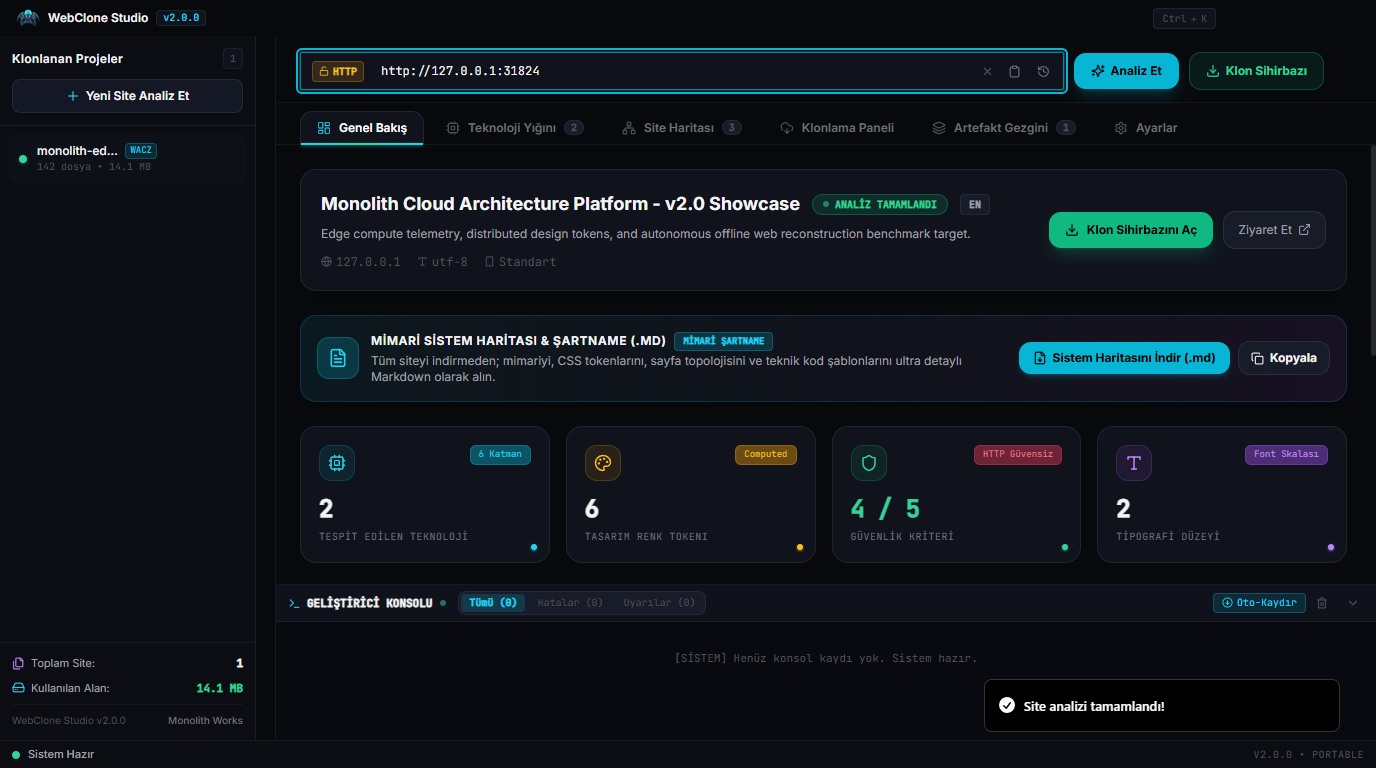 WebClone Studio v2.0.0
Ctrl + K
Klonlanan Projeler 1
Yeni Site Analiz Et
monolith-ed... WACZ
142 dosya • 14.1 MB
HTTP http://127.0.0.1:31824
Analiz Et
Klon Sihirbazı
Genel Bakış
Teknoloji Yığını 2
Site Haritası 3
Klonlama Paneli
Artefakt Gezgini 1
Ayarlar
Monolith Cloud Architecture Platform - v2.0 Showcase ANALİZ TAMAMLANDI EN
Edge compute telemetry, distributed design tokens, and autonomous offline web reconstruction benchmark target.
127.0.0.1 utf-8 Standart
Klon Sihirbazını Aç
Ziyaret Et
MİMARİ SİSTEM HARİTASI & ŞARTNAME (.MD) MİMARİ ŞARTNAME
Tüm siteyi indirmeden; mimariyi, CSS tokenlarını, sayfa topolojisini ve teknik kod şablonlarını ultra detaylı
Markdown olarak alın.
Sistem Haritasını İndir (.md)
Kopyala
6 Katman
2
TESPİT EDİLEN TEKNOLOJİ
Computed
6
TASARIM RENK TOKENI
HTTP Güvensiz
4 / 5
GÜVENLİK KRİTERİ
Font Skalası
2
TİPOGRAFİ DÜZEYİ
GELİŞTİRİCİ KONSOLU
Tümü (0) Hatalar (0) Uyarılar (0)
Oto-Kaydır
[SİSTEM] Henüz konsol kaydı yok. Sistem hazır.
Site analizi tamamlandı!
Toplam Site: 1
Kullanılan Alan: 14.1 MB
WebClone Studio v2.0.0 Monolith Works
Sistem Hazır
V2.0.0 • PORTABLE